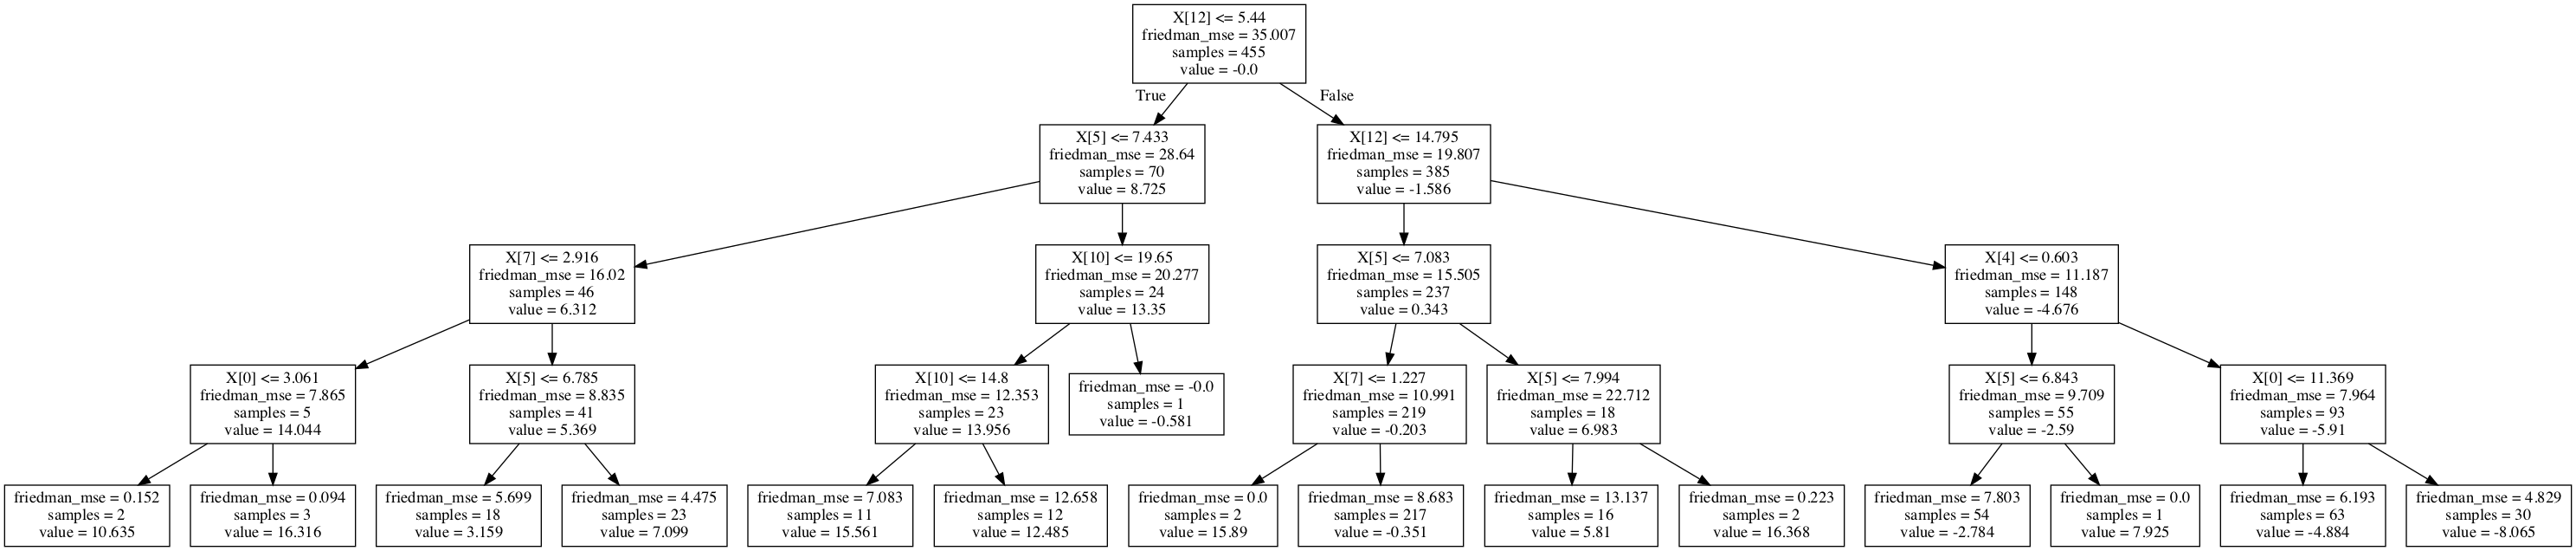 X[12] <= 5.44
friedman_mse = 35.007
samples = 455
value = -0.0
True
False
X[5] <= 7.433
friedman_mse = 28.64
samples = 70
value = 8.725
X[12] <= 14.795
friedman_mse = 19.807
samples = 385
value = -1.586
X[7] <= 2.916
friedman_mse = 16.02
samples = 46
value = 6.312
X[10] <= 19.65
friedman_mse = 20.277
samples = 24
value = 13.35
X[5] <= 7.083
friedman_mse = 15.505
samples = 237
value = 0.343
X[4] <= 0.603
friedman_mse = 11.187
samples = 148
value = -4.676
X[0] <= 3.061
friedman_mse = 7.865
samples = 5
value = 14.044
X[5] <= 6.785
friedman_mse = 8.835
samples = 41
value = 5.369
X[10] <= 14.8
friedman_mse = 12.353
samples = 23
value = 13.956
friedman_mse = -0.0
samples = 1
value = -0.581
X[7] <= 1.227
friedman_mse = 10.991
samples = 219
value = -0.203
X[5] <= 7.994
friedman_mse = 22.712
samples = 18
value = 6.983
X[5] <= 6.843
friedman_mse = 9.709
samples = 55
value = -2.59
X[0] <= 11.369
friedman_mse = 7.964
samples = 93
value = -5.91
friedman_mse = 0.152
samples = 2
value = 10.635
friedman_mse = 0.094
samples = 3
value = 16.316
friedman_mse = 5.699
samples = 18
value = 3.159
friedman_mse = 4.475
samples = 23
value = 7.099
friedman_mse = 7.083
samples = 11
value = 15.561
friedman_mse = 12.658
samples = 12
value = 12.485
friedman_mse = 0.0
samples = 2
value = 15.89
friedman_mse = 8.683
samples = 217
value = -0.351
friedman_mse = 13.137
samples = 16
value = 5.81
friedman_mse = 0.223
samples = 2
value = 16.368
friedman_mse = 7.803
samples = 54
value = -2.784
friedman_mse = 0.0
samples = 1
value = 7.925
friedman_mse = 6.193
samples = 63
value = -4.884
friedman_mse = 4.829
samples = 30
value = -8.065